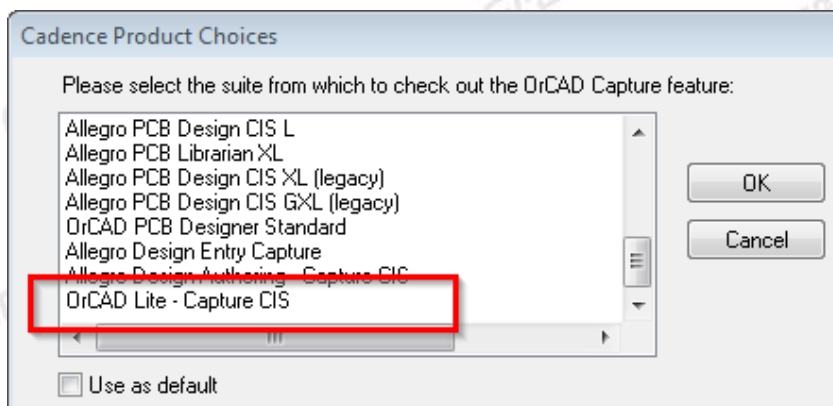 Cadence Product Choices
Please select the suite from which to check out the OrCAD Capture feature:
Allegro PCB Design CIS L
Allegro PCB Librarian XL
Allegro PCB Design CIS XL (legacy)
Allegro PCB Design CIS GXL (legacy)
OrCAD PCB Designer Standard
Allegro Design Entry Capture
Allegro Design Authoring - Capture CIS
OrCAD Lite - Capture CIS
OK
Cancel
Use as default